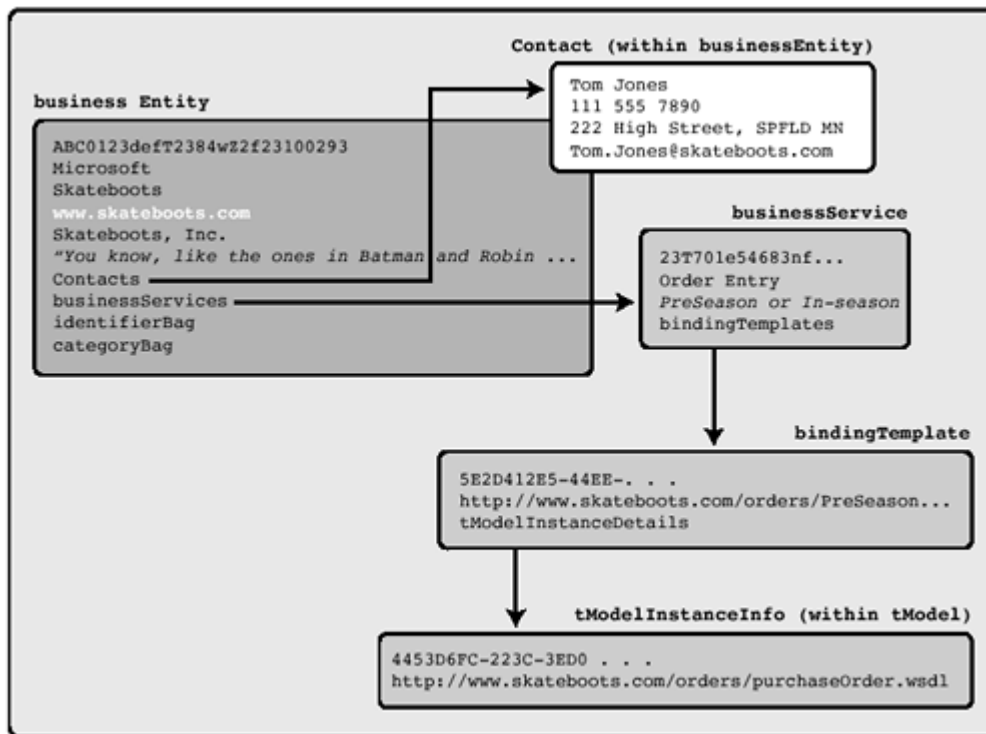 Contact (within businessEntity)
Tom Jones
111 555 7890
222 High Street, SPFLD MN
Tom.Jones@skateboots.com
business Entity
ABC0123defT2384wZ2f23100293
Microsoft
Skateboots
www.skateboots.com
Skateboots, Inc.
“You know, like the ones in Batman and Robin ...
Contacts
businessServices
identifierBag
categoryBag
businessService
23T701e54683nf...
Order Entry
PreSeason or In-season
bindingTemplates
bindingTemplate
5E2D412E5-44EE-. . .
http://www.skateboots.com/orders/PreSeason...
tModelInstanceDetails
tModelInstanceInfo (within tModel)
4453D6FC-223C-3ED0 . . .
http://www.skateboots.com/orders/purchaseOrder.wsdl